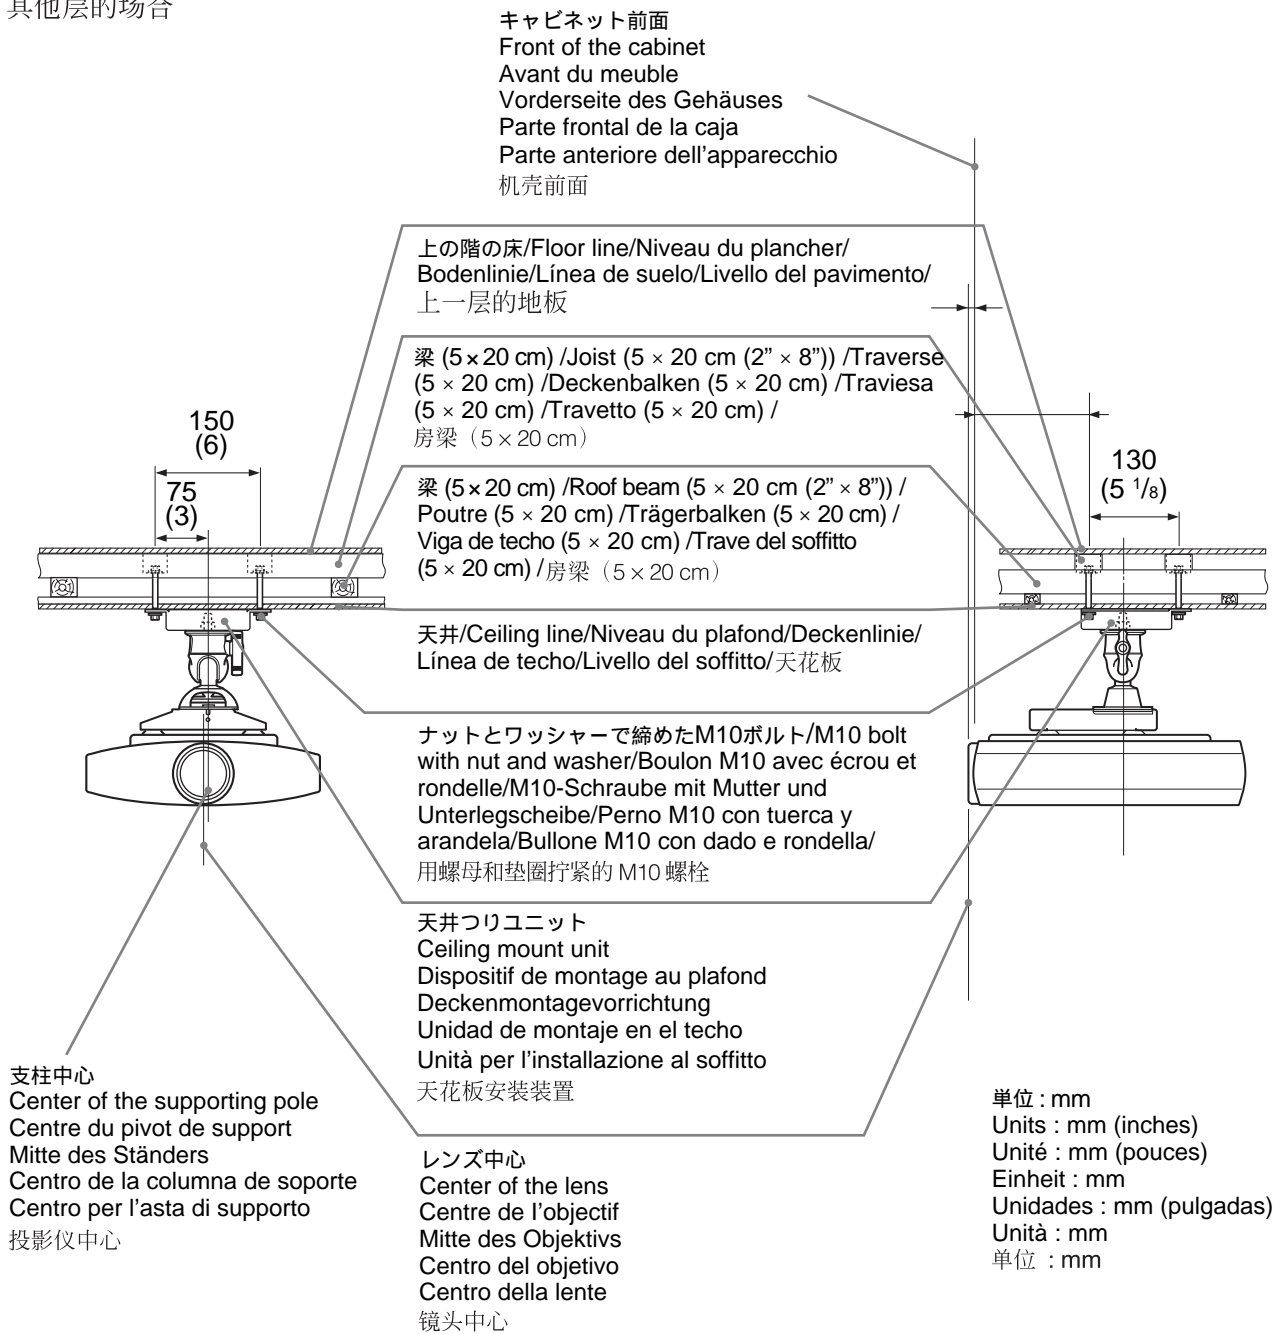 其他层的场合
キャビネット前面
Front of the cabinet
Avant du meuble
Vorderseite des Gehäuses
Parte frontal de la caja
Parte anteriore dell'apparecchio
机壳前面
上の階の床/Floor line/Niveau du plancher/
Bodenlinie/Línea de suelo/Livello del pavimento/
上一层的地板
梁 (5×20 cm) /Joist (5 × 20 cm (2” × 8”)) /Traverse
(5 × 20 cm) /Deckenbalken (5 × 20 cm) /Traviesa
(5 × 20 cm) /Travetto (5 × 20 cm) /
房梁（5 × 20 cm）
150
(6)
75
(3)
130
(5 1/8)
梁 (5×20 cm) /Roof beam (5 × 20 cm (2” × 8”)) /
Poutre (5 × 20 cm) /Trägerbalken (5 × 20 cm) /
Viga de techo (5 × 20 cm) /Trave del soffitto
(5 × 20 cm) /房梁（5 × 20 cm）
天井/Ceiling line/Niveau du plafond/Deckenlinie/
Línea de techo/Livello del soffitto/天花板
ナットとワッシャーで締めたM10ボルト/M10 bolt
with nut and washer/Boulon M10 avec écrou et
rondelle/M10-Schraube mit Mutter und
Unterlegscheibe/Perno M10 con tuerca y
arandela/Bullone M10 con dado e rondella/
用螺母和垫圈拧紧的 M10 螺栓
天井つりユニット
Ceiling mount unit
Dispositif de montage au plafond
Deckenmontagevorrichtung
Unidad de montaje en el techo
Unità per l'installazione al soffitto
天花板安装装置
支柱中心
Center of the supporting pole
Centre du pivot de support
Mitte des Ständers
Centro de la columna de soporte
Centro per l'asta di supporto
投影仪中心
レンズ中心
Center of the lens
Centre de l'objectif
Mitte des Objektivs
Centro del objetivo
Centro della lente
镜头中心
単位 : mm
Units : mm (inches)
Unité : mm (pouces)
Einheit : mm
Unidades : mm (pulgadas)
Unità : mm
单位 : mm